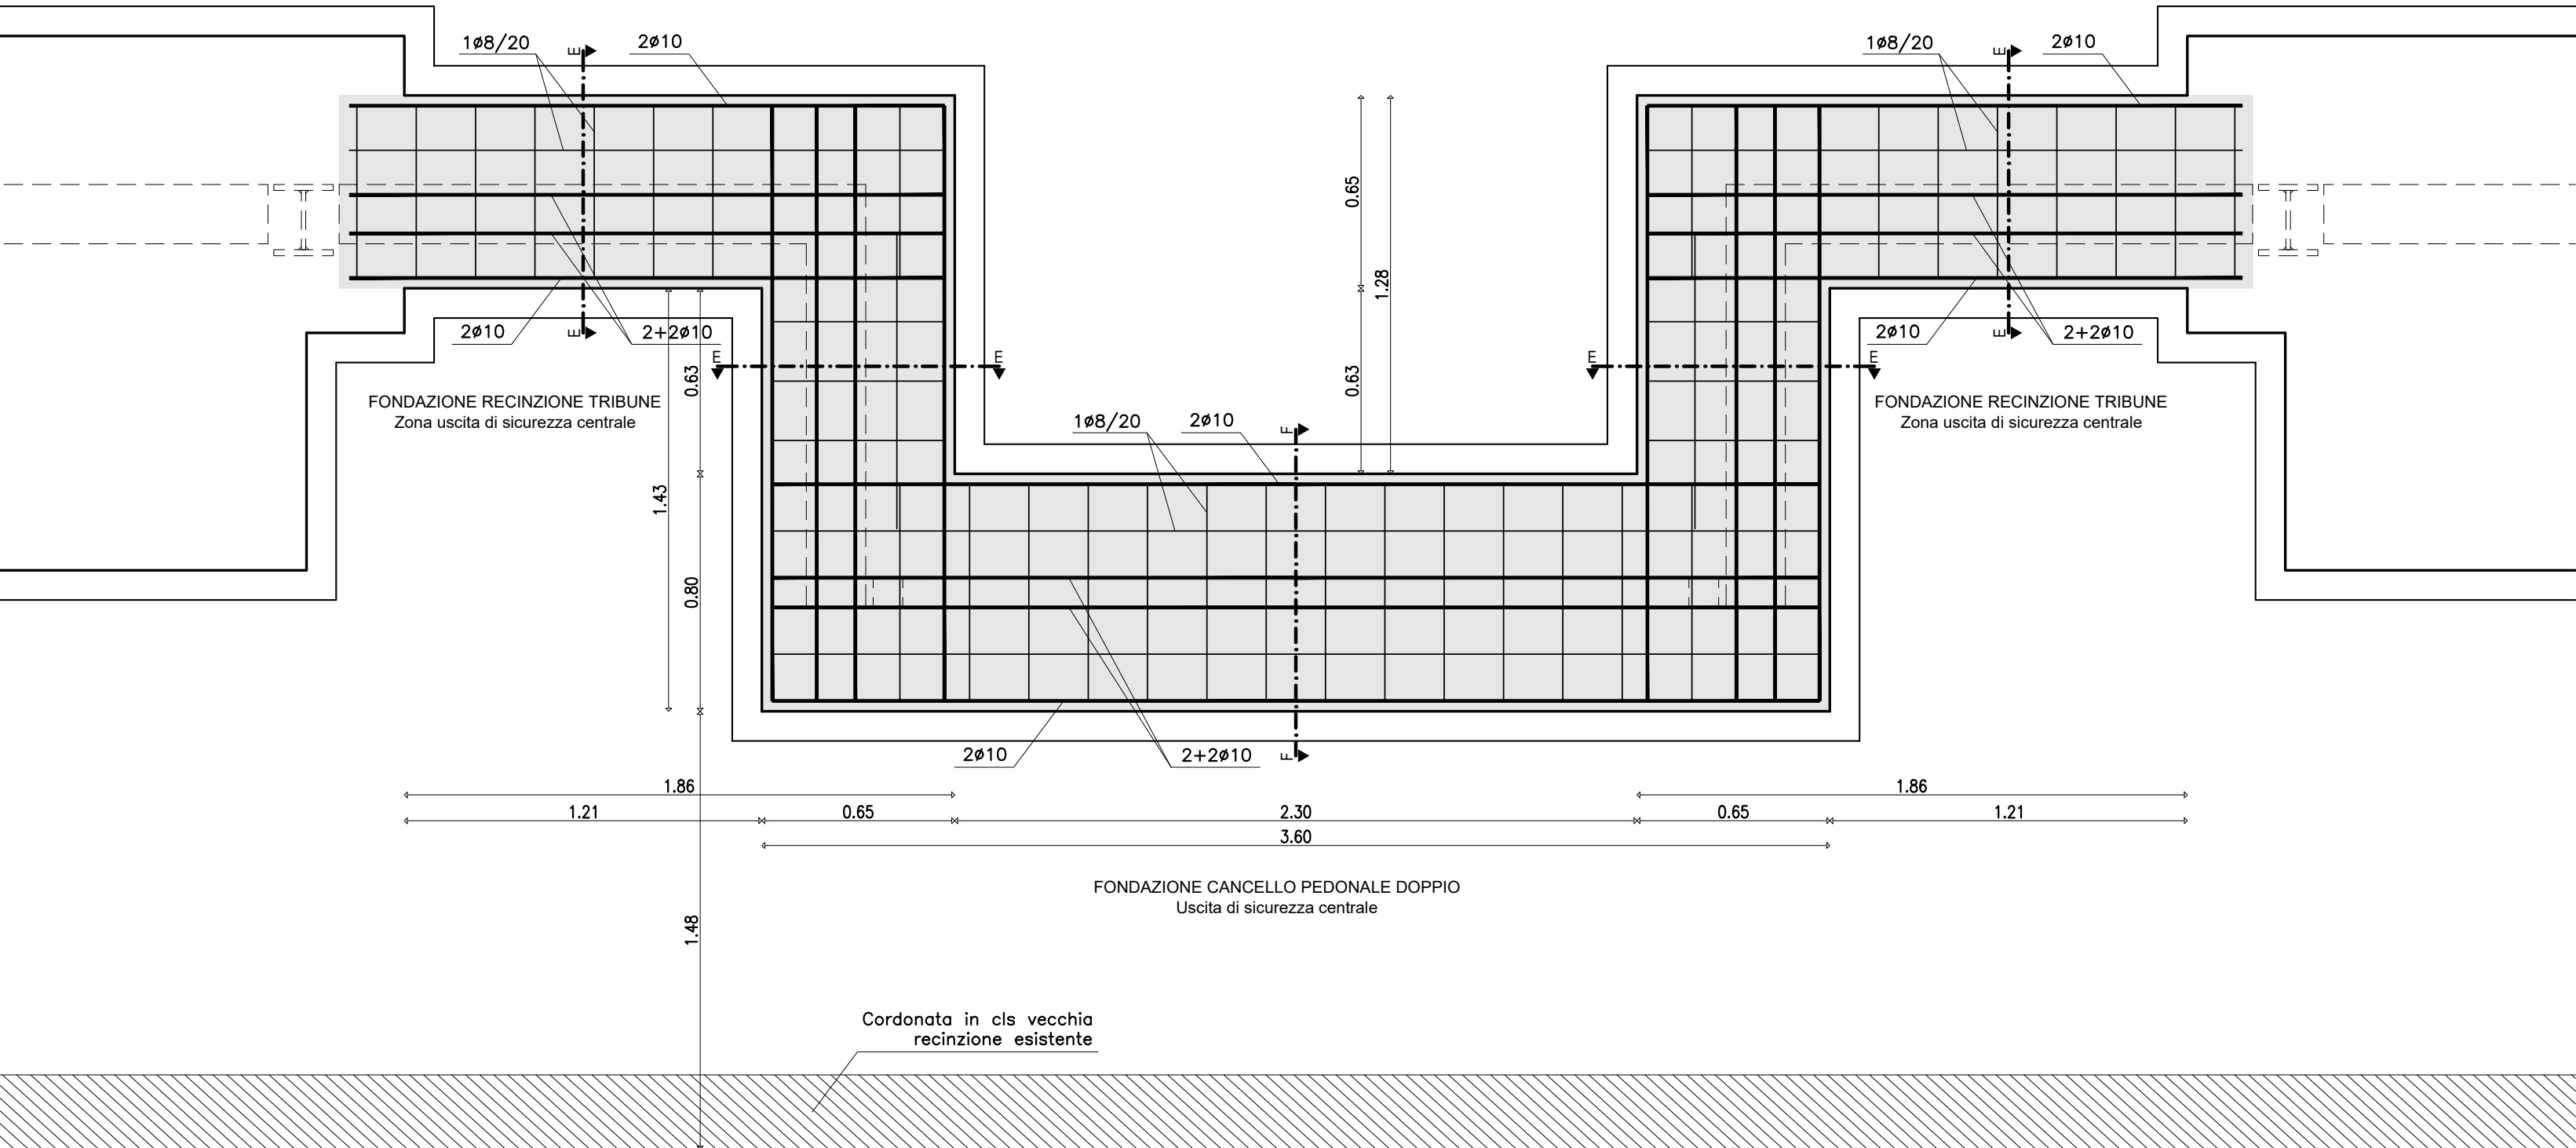 1ø8/20
2ø10
E
1ø8/20
2ø10
E
0.65
1.28
0.63
2ø10
2+2ø10
E
2ø10
2+2ø10
E
E
E
E
E
0.63
1.43
0.80
FONDAZIONE RECINZIONE TRIBUNE
Zona uscita di sicurezza centrale
FONDAZIONE RECINZIONE TRIBUNE
Zona uscita di sicurezza centrale
1ø8/20
2ø10
F
2ø10
2+2ø10
F
1.86
1.86
1.21
0.65
2.30
0.65
1.21
3.60
FONDAZIONE CANCELLO PEDONALE DOPPIO
Uscita di sicurezza centrale
1.48
Cordonata in cls vecchia
recinzione esistente